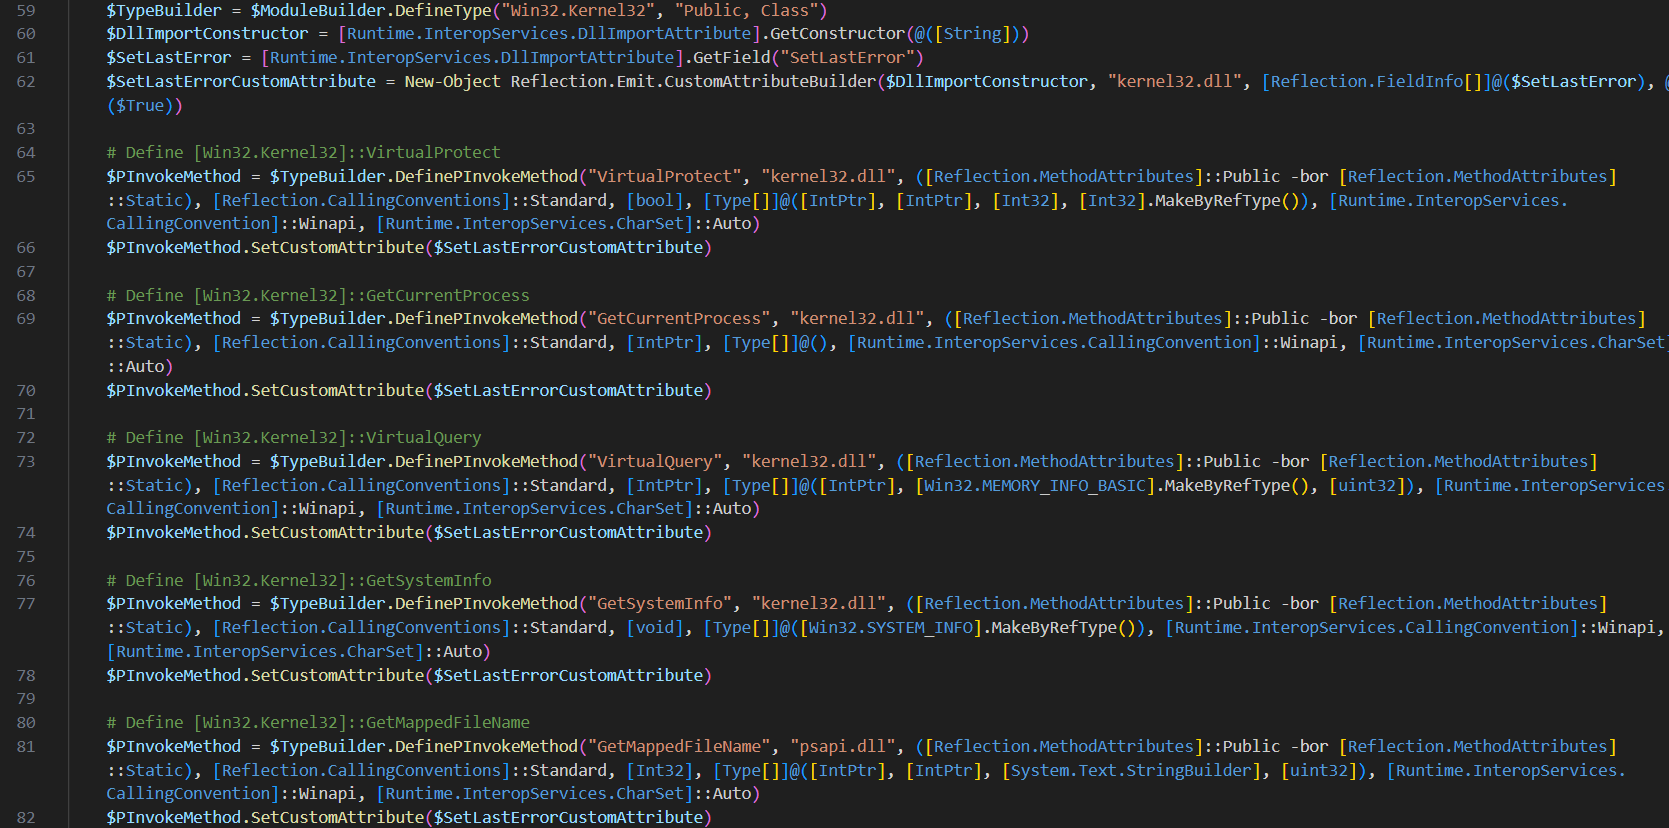 59 $TypeBuilder = $ModuleBuilder.DefineType("Win32.Kernel32", "Public, Class")
60 $DllImportConstructor = [Runtime.InteropServices.DllImportAttribute].GetConstructor(@([String]))
61 $SetLastError = [Runtime.InteropServices.DllImportAttribute].GetField("SetLastError")
62 $SetLastErrorCustomAttribute = New-Object Reflection.Emit.CustomAttributeBuilder($DllImportConstructor, "kernel32.dll", [Reflection.FieldInfo[]]@($SetLastError), @
($True))
63
64 # Define [Win32.Kernel32]::VirtualProtect
65 $PInvokeMethod = $TypeBuilder.DefinePInvokeMethod("VirtualProtect", "kernel32.dll", ([Reflection.MethodAttributes]::Public -bor [Reflection.MethodAttributes]
::Static), [Reflection.CallingConventions]::Standard, [bool], [Type[]]@([IntPtr], [IntPtr], [Int32], [Int32].MakeByRefType()), [Runtime.InteropServices.
CallingConvention]::Winapi, [Runtime.InteropServices.CharSet]::Auto)
66 $PInvokeMethod.SetCustomAttribute($SetLastErrorCustomAttribute)
67
68 # Define [Win32.Kernel32]::GetCurrentProcess
69 $PInvokeMethod = $TypeBuilder.DefinePInvokeMethod("GetCurrentProcess", "kernel32.dll", ([Reflection.MethodAttributes]::Public -bor [Reflection.MethodAttributes]
::Static), [Reflection.CallingConventions]::Standard, [IntPtr], [Type[]]@(), [Runtime.InteropServices.CallingConvention]::Winapi, [Runtime.InteropServices.CharSet]
::Auto)
70 $PInvokeMethod.SetCustomAttribute($SetLastErrorCustomAttribute)
71
72 # Define [Win32.Kernel32]::VirtualQuery
73 $PInvokeMethod = $TypeBuilder.DefinePInvokeMethod("VirtualQuery", "kernel32.dll", ([Reflection.MethodAttributes]::Public -bor [Reflection.MethodAttributes]
::Static), [Reflection.CallingConventions]::Standard, [IntPtr], [Type[]]@([IntPtr], [Win32.MEMORY_INFO_BASIC].MakeByRefType(), [uint32]), [Runtime.InteropServices
CallingConvention]::Winapi, [Runtime.InteropServices.CharSet]::Auto)
74 $PInvokeMethod.SetCustomAttribute($SetLastErrorCustomAttribute)
75
76 # Define [Win32.Kernel32]::GetSystemInfo
77 $PInvokeMethod = $TypeBuilder.DefinePInvokeMethod("GetSystemInfo", "kernel32.dll", ([Reflection.MethodAttributes]::Public -bor [Reflection.MethodAttributes]
::Static), [Reflection.CallingConventions]::Standard, [void], [Type[]]@([Win32.SYSTEM_INFO].MakeByRefType()), [Runtime.InteropServices.CallingConvention]::Winapi,
[Runtime.InteropServices.CharSet]::Auto)
78 $PInvokeMethod.SetCustomAttribute($SetLastErrorCustomAttribute)
79
80 # Define [Win32.Kernel32]::GetMappedFileName
81 $PInvokeMethod = $TypeBuilder.DefinePInvokeMethod("GetMappedFileName", "psapi.dll", ([Reflection.MethodAttributes]::Public -bor [Reflection.MethodAttributes]
::Static), [Reflection.CallingConventions]::Standard, [Int32], [Type[]]@([IntPtr], [IntPtr], [System.Text.StringBuilder], [uint32]), [Runtime.InteropServices.
CallingConvention]::Winapi, [Runtime.InteropServices.CharSet]::Auto)
82 $PInvokeMethod.SetCustomAttribute($SetLastErrorCustomAttribute)